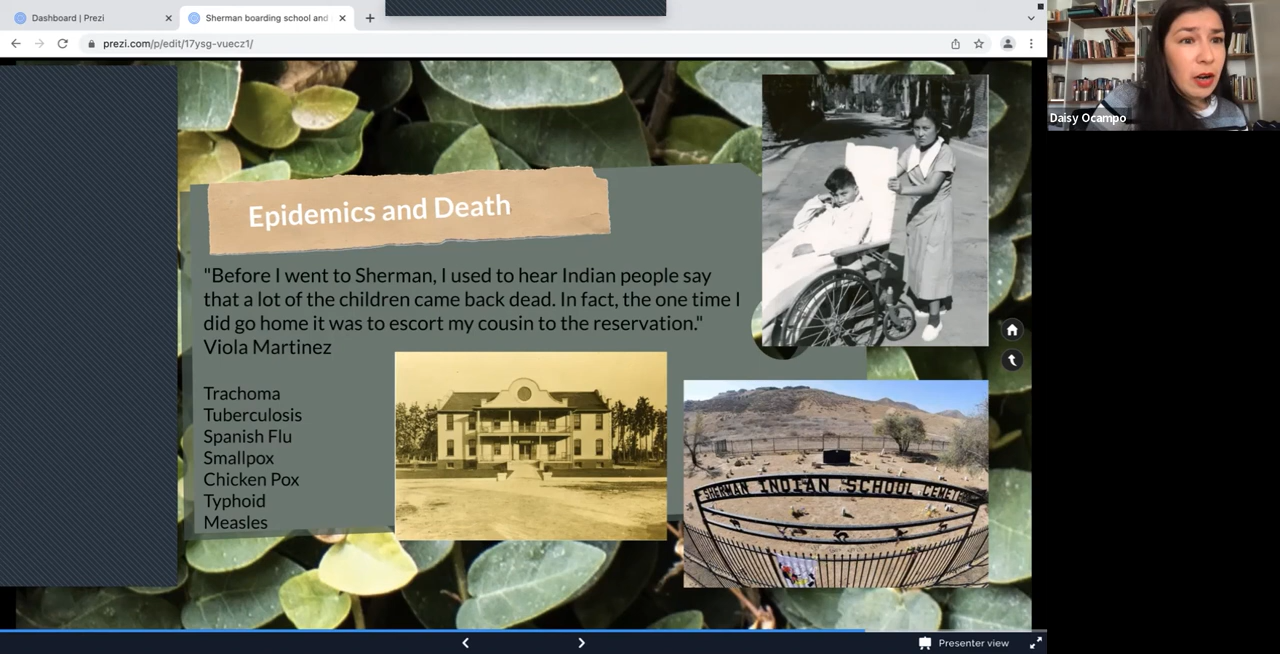 Dashboard | Prezi
Sherman boarding school and
prezi.com/p/edit/17ysg-vuecz1/
Daisy Ocampo
Epidemics and Death
"Before I went to Sherman, I used to hear Indian people say
that a lot of the children came back dead. In fact, the one time I
did go home it was to escort my cousin to the reservation."
Viola Martinez
Trachoma
Tuberculosis
Spanish Flu
Smallpox
Chicken Pox
Typhoid
Measles
SHERMAN INDIAN SCHOOL CEMETE
Presenter view